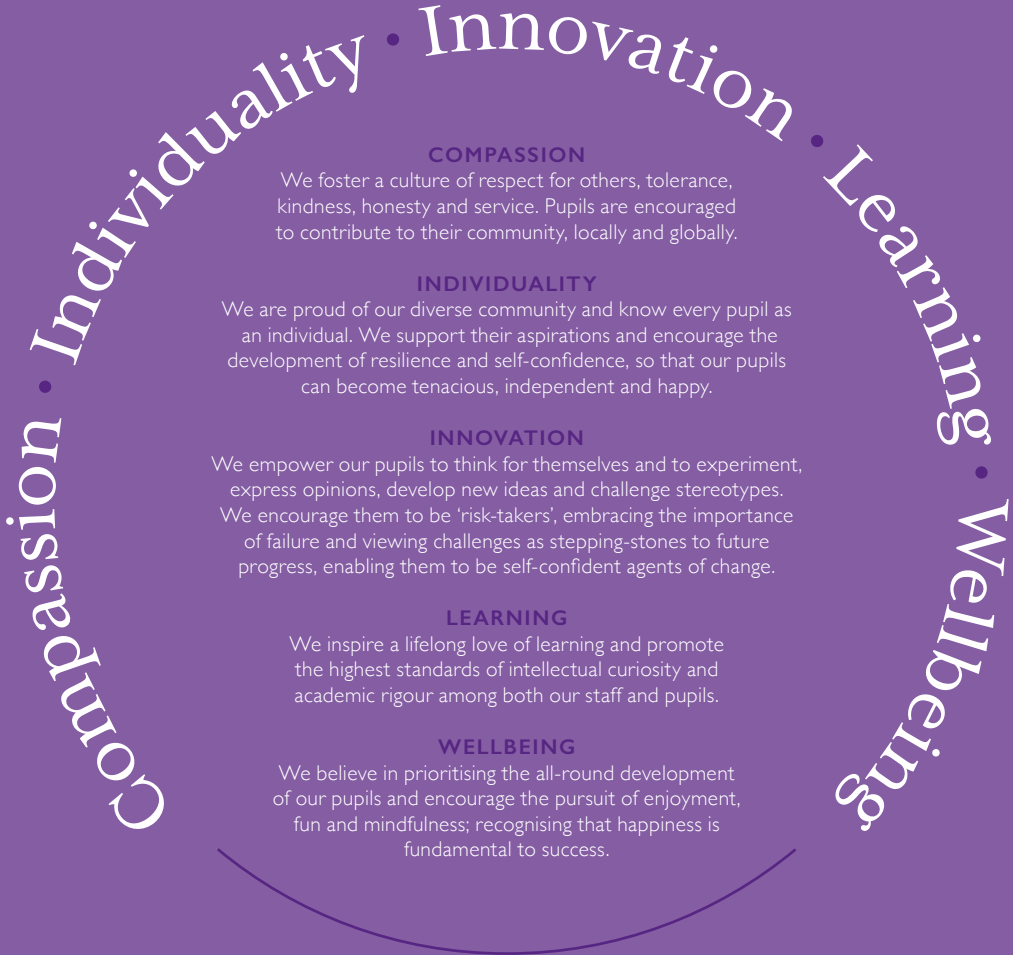 Compassion • Individuality • Innovation • Learning • Wellbeing
COMPASSION
We foster a culture of respect for others, tolerance,
kindness, honesty and service. Pupils are encouraged
to contribute to their community, locally and globally.
INDIVIDUALITY
We are proud of our diverse community and know every pupil as
an individual. We support their aspirations and encourage the
development of resilience and self-confidence, so that our pupils
can become tenacious, independent and happy.
INNOVATION
We empower our pupils to think for themselves and to experiment,
express opinions, develop new ideas and challenge stereotypes.
We encourage them to be ‘risk-takers’, embracing the importance
of failure and viewing challenges as stepping-stones to future
progress, enabling them to be self-confident agents of change.
LEARNING
We inspire a lifelong love of learning and promote
the highest standards of intellectual curiosity and
academic rigour among both our staff and pupils.
WELLBEING
We believe in prioritising the all-round development
of our pupils and encourage the pursuit of enjoyment,
fun and mindfulness; recognising that happiness is
fundamental to success.